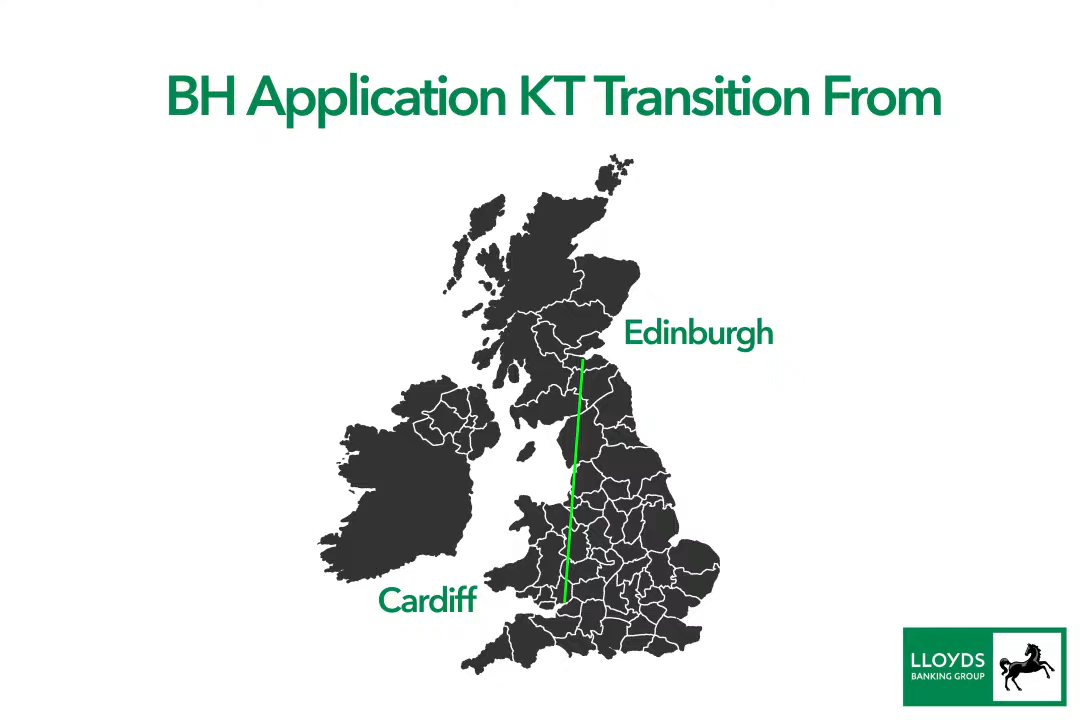 BH Application KT Transition From
Edinburgh
Cardiff
LLOYDS
BANKING GROUP